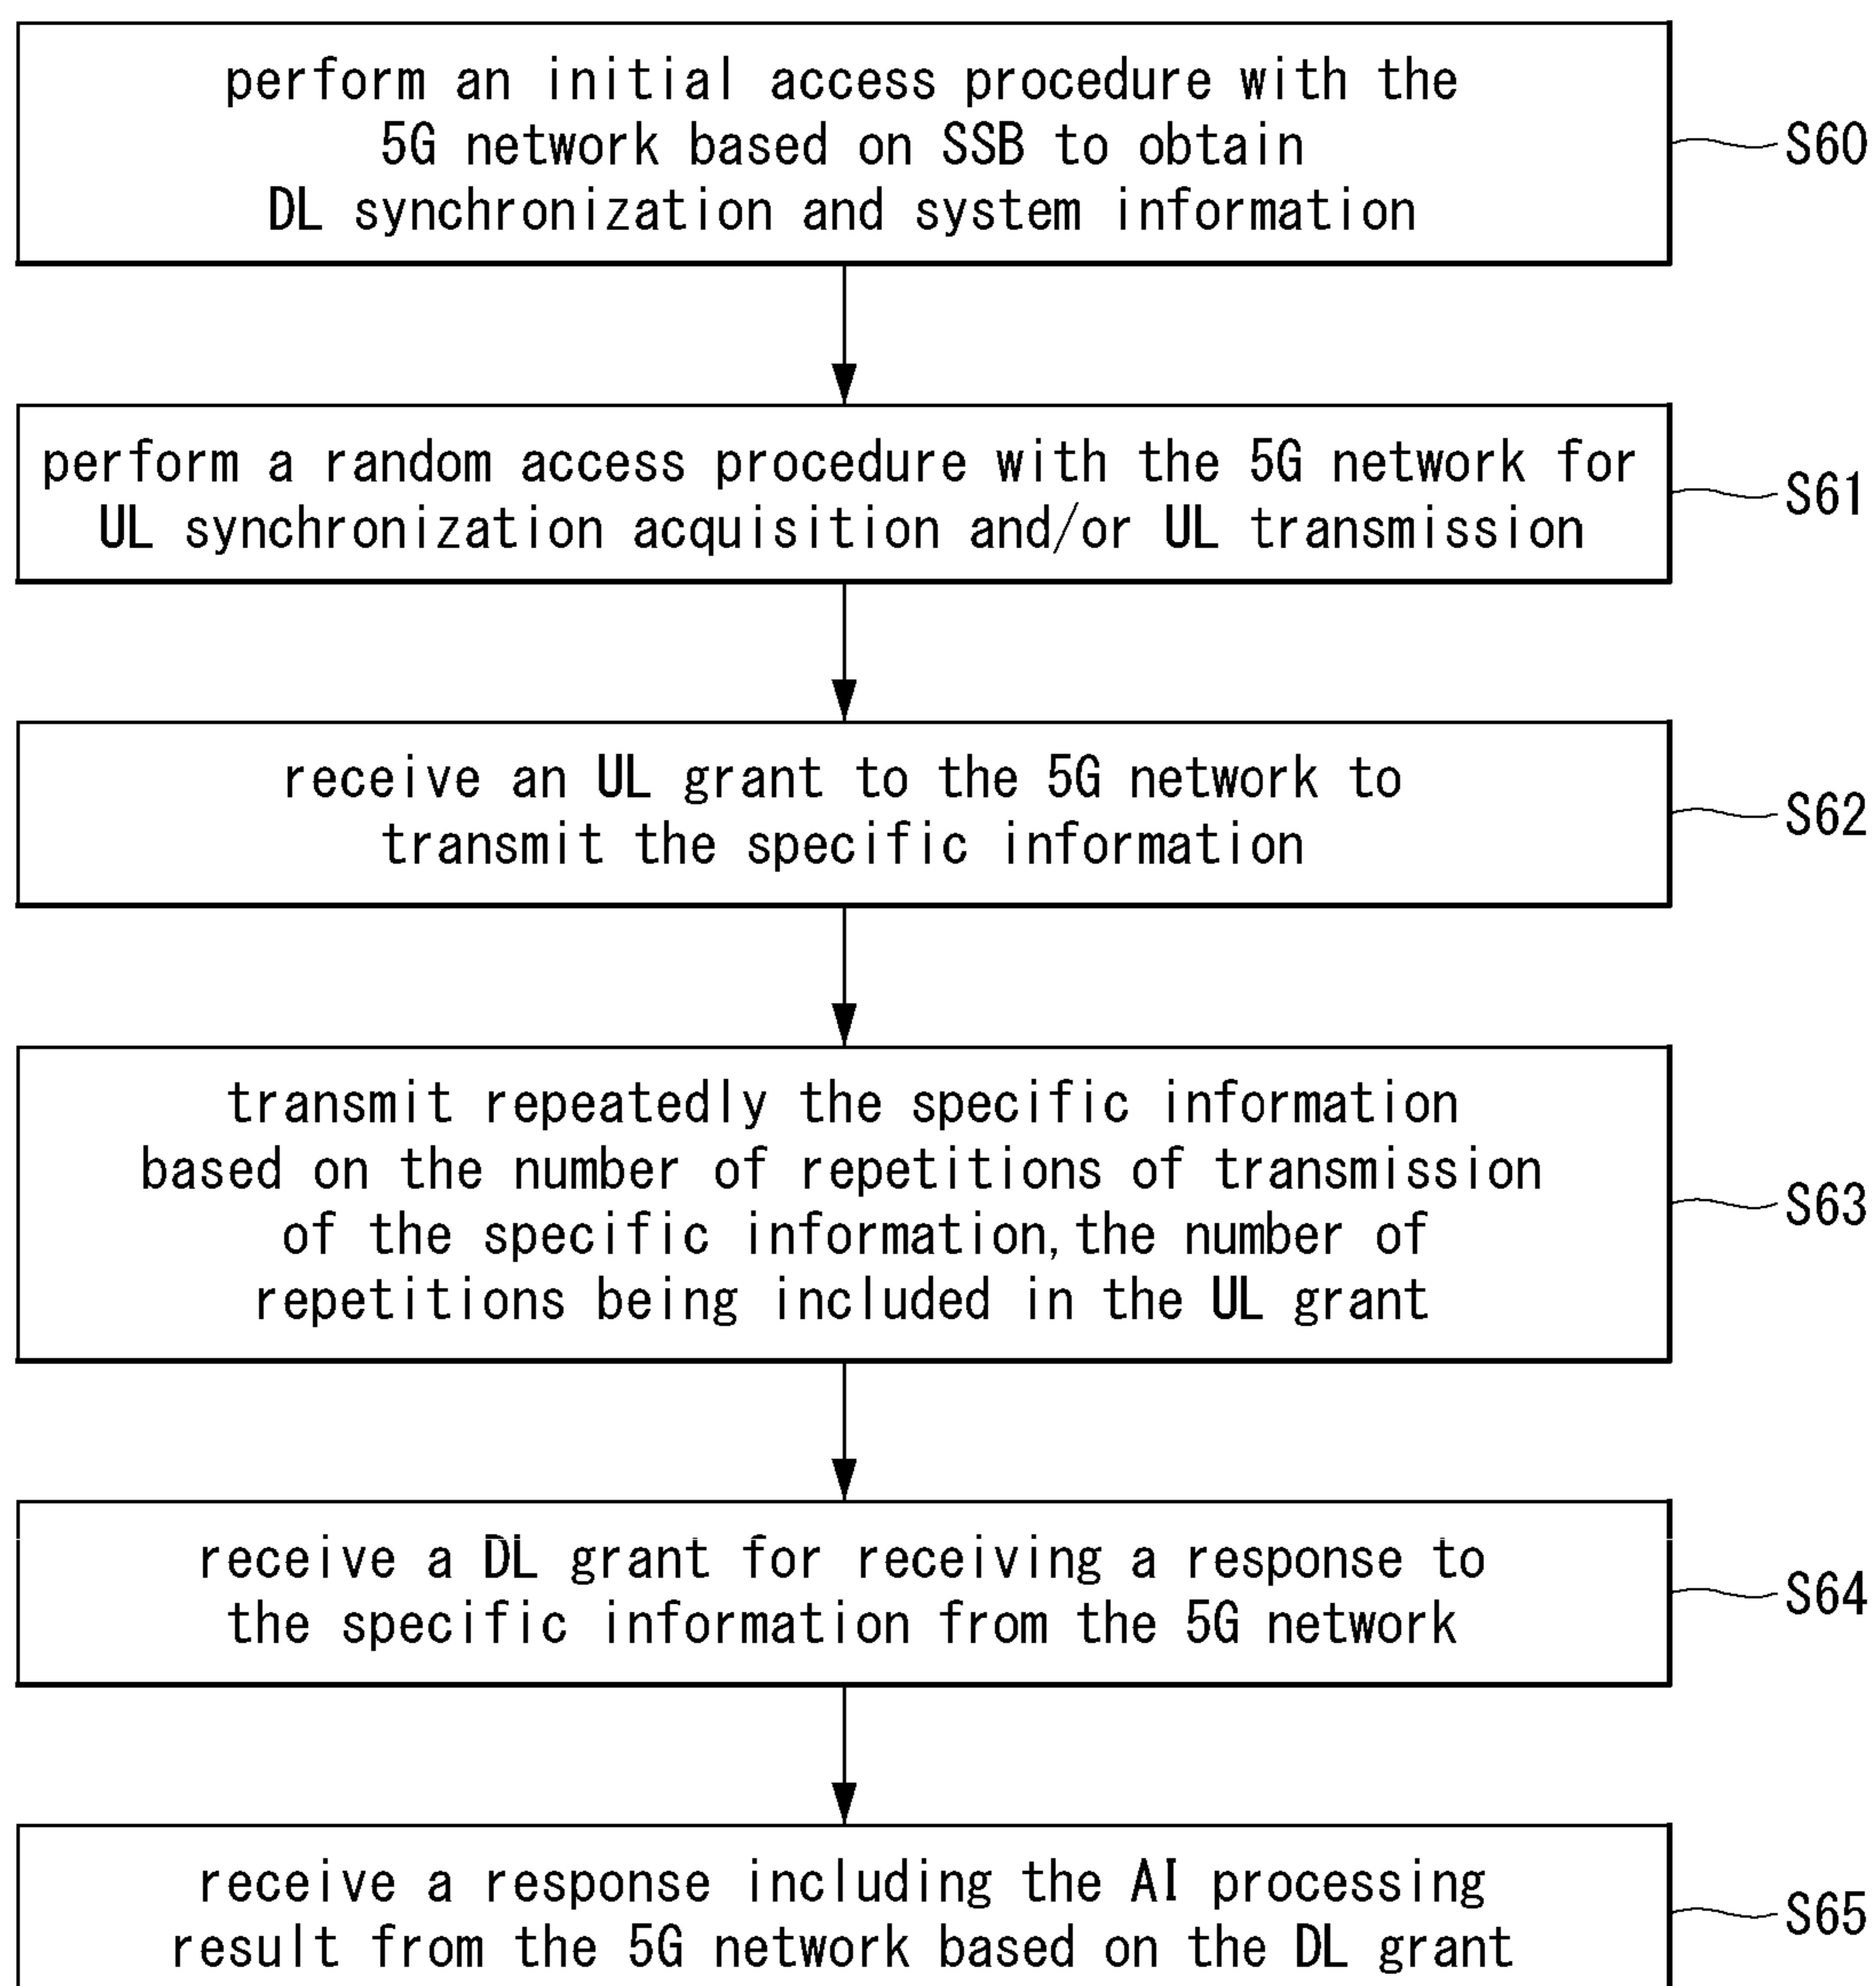 perform an initial access procedure with the
5G network based on SSB to obtain
DL synchronization and system information
S60
perform a random access procedure with the 5G network for
UL synchronization acquisition and/or UL transmission
S61
receive an UL grant to the 5G network to
transmit the specific information
S62
transmit repeatedly the specific information
based on the number of repetitions of transmission
of the specific information, the number of
repetitions being included in the UL grant
S63
receive a DL grant for receiving a response to
the specific information from the 5G network
S64
receive a response including the AI processing
result from the 5G network based on the DL grant
S65